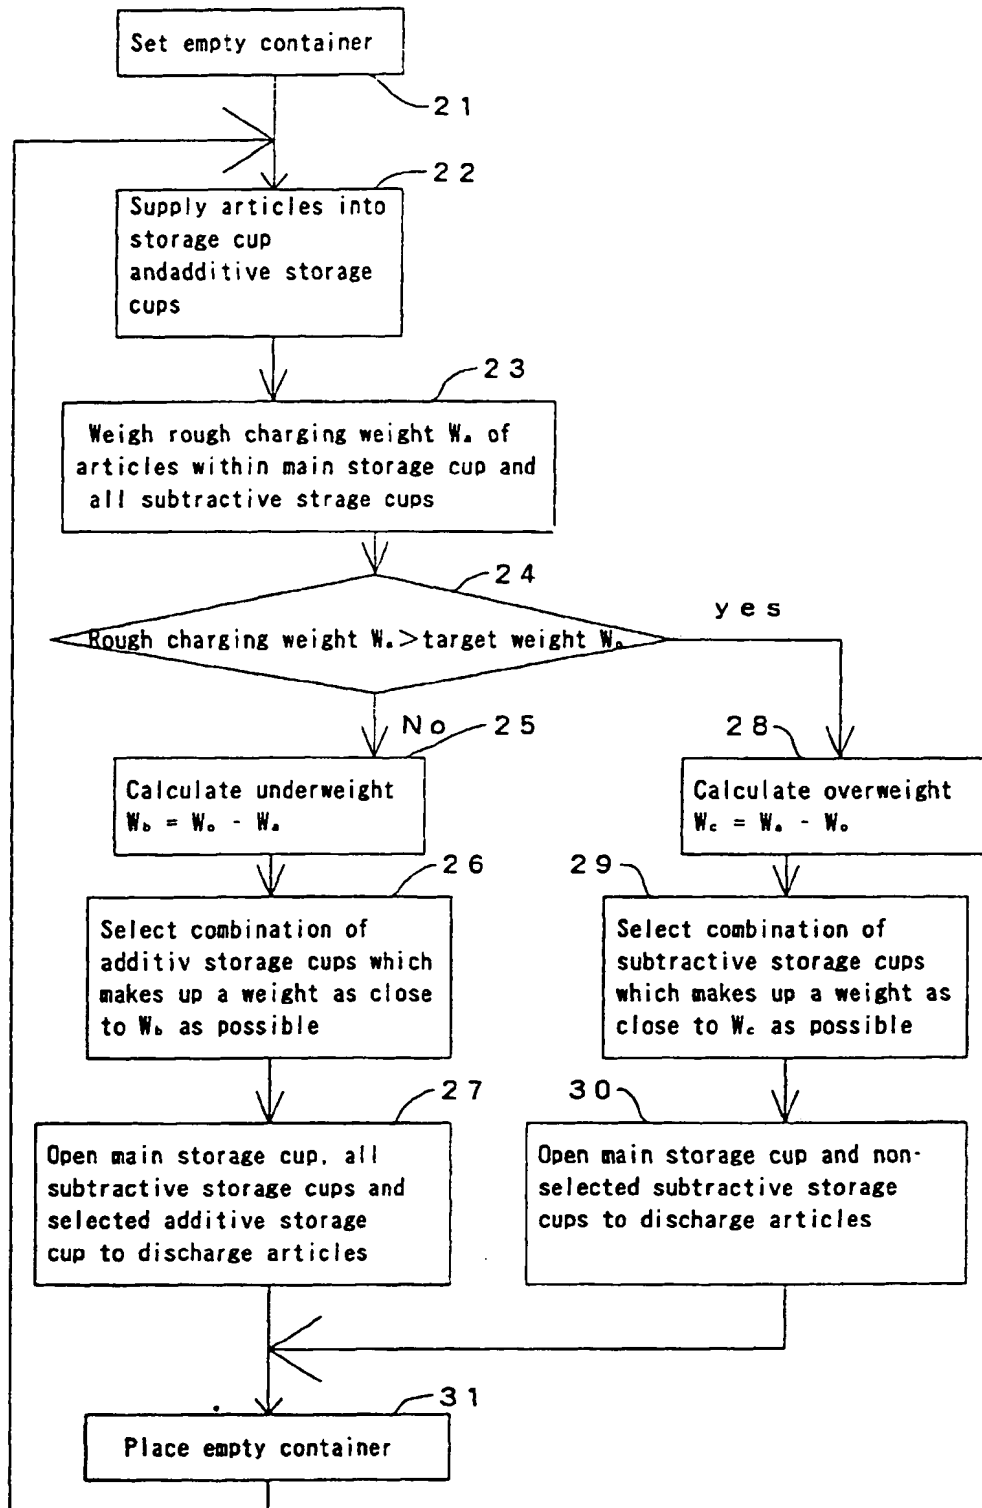 Set empty container
21
22
Supply articles into
storage cup
andadditive storage
cups
23
Weigh rough charging weight Wₐ of
articles within main storage cup and
all subtractive strage cups
24
yes
Rough charging weight Wₐ>target weight Wₒ
No
25
28
Calculate underweight
W_b = Wₒ - Wₐ
Calculate overweight
W_c = Wₐ - Wₒ
26
29
Select combination of
additiv storage cups which
makes up a weight as close
to W_b as possible
Select combination of
subtractive storage cups
which makes up a weight as
close to W_c as possible
27
30
Open main storage cup, all
subtractive storage cups and
selected additive storage
cup to discharge articles
Open main storage cup and non-
selected subtractive storage
cups to discharge articles
31
Place empty container